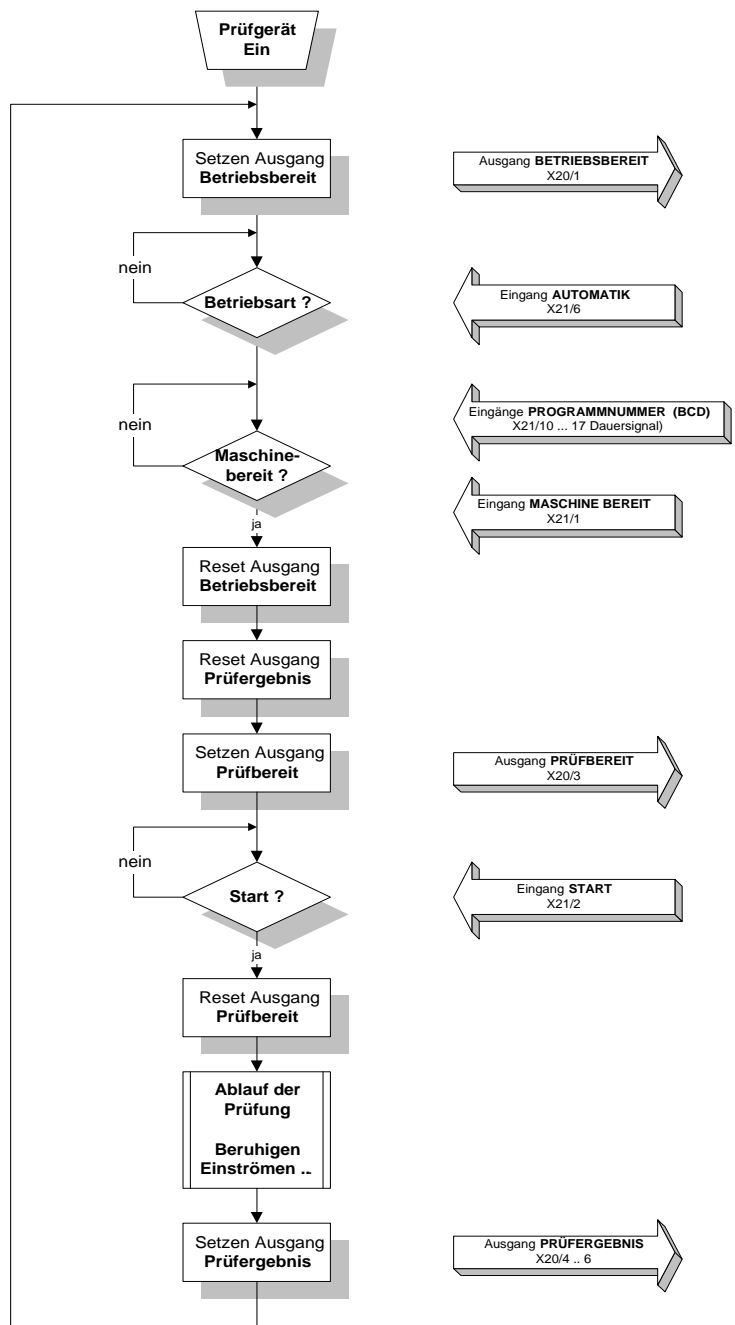 Prüfgerät
Ein
Setzen Ausgang
Betriebsbereit
Ausgang BETRIEBSBEREIT
X20/1
nein
Betriebsart ?
Eingang AUTOMATIK
X21/6
nein
Eingänge PROGRAMMNUMMER (BCD)
X21/10 ... 17 Dauersignal)
Maschine-
bereit ?
Eingang MASCHINE BEREIT
X21/1
ja
Reset Ausgang
Betriebsbereit
Reset Ausgang
Prüfergebnis
Setzen Ausgang
Prüfbereit
Ausgang PRÜFBEREIT
X20/3
nein
Start ?
Eingang START
X21/2
ja
Reset Ausgang
Prüfbereit
Ablauf der
Prüfung
Beruhigen
Einströmen ..
Setzen Ausgang
Prüfergebnis
Ausgang PRÜFERGEBNIS
X20/4 .. 6